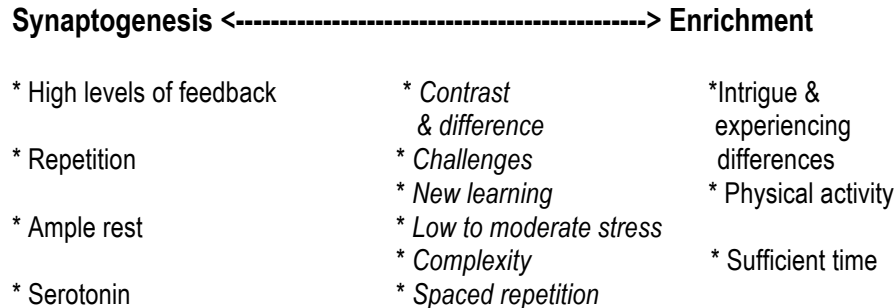 Synaptogenesis <-------------------------------------------------> Enrichment
* High levels of feedback
* Repetition
* Ample rest
* Serotonin
* Contrast
& difference
* Challenges
* New learning
* Low to moderate stress
* Complexity
* Spaced repetition
*Intrigue &
experiencing
differences
* Physical activity
* Sufficient time